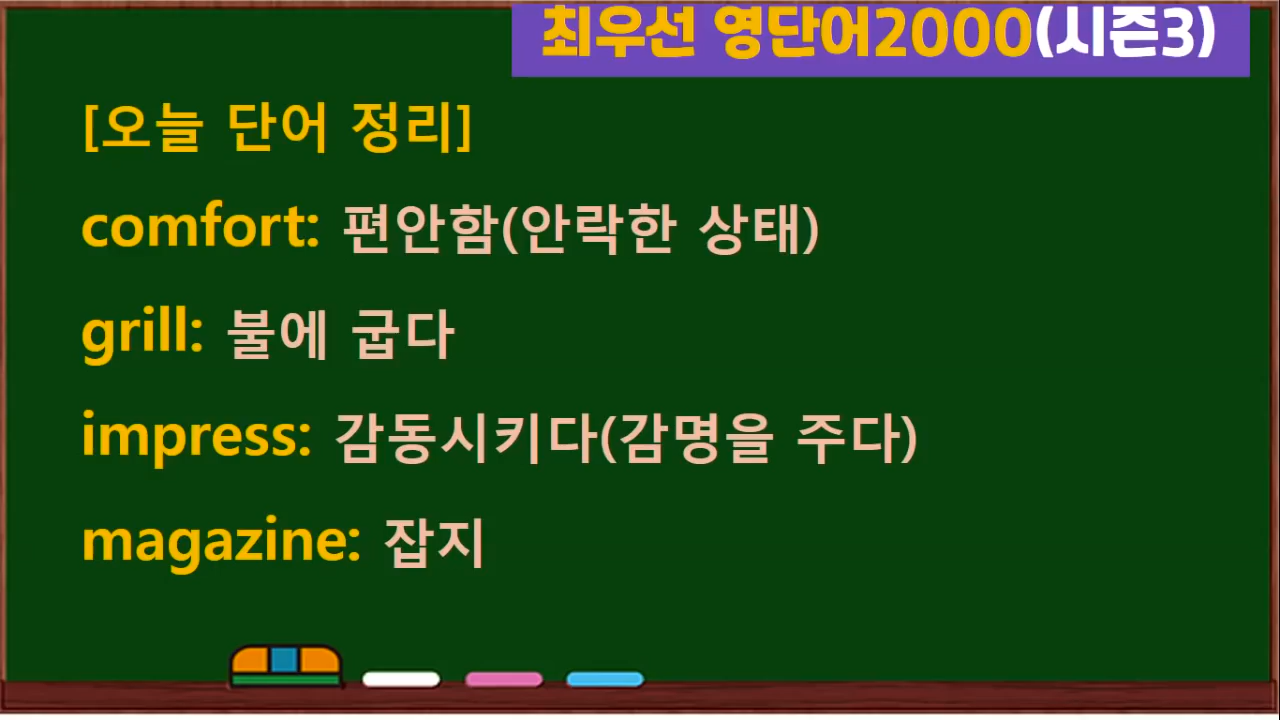 최우선 영단어2000(시즌3)
[오늘 단어 정리]
comfort: 편안함(안락한 상태)
grill: 불에 굽다
impress: 감동시키다(감명을 주다)
magazine: 잡지